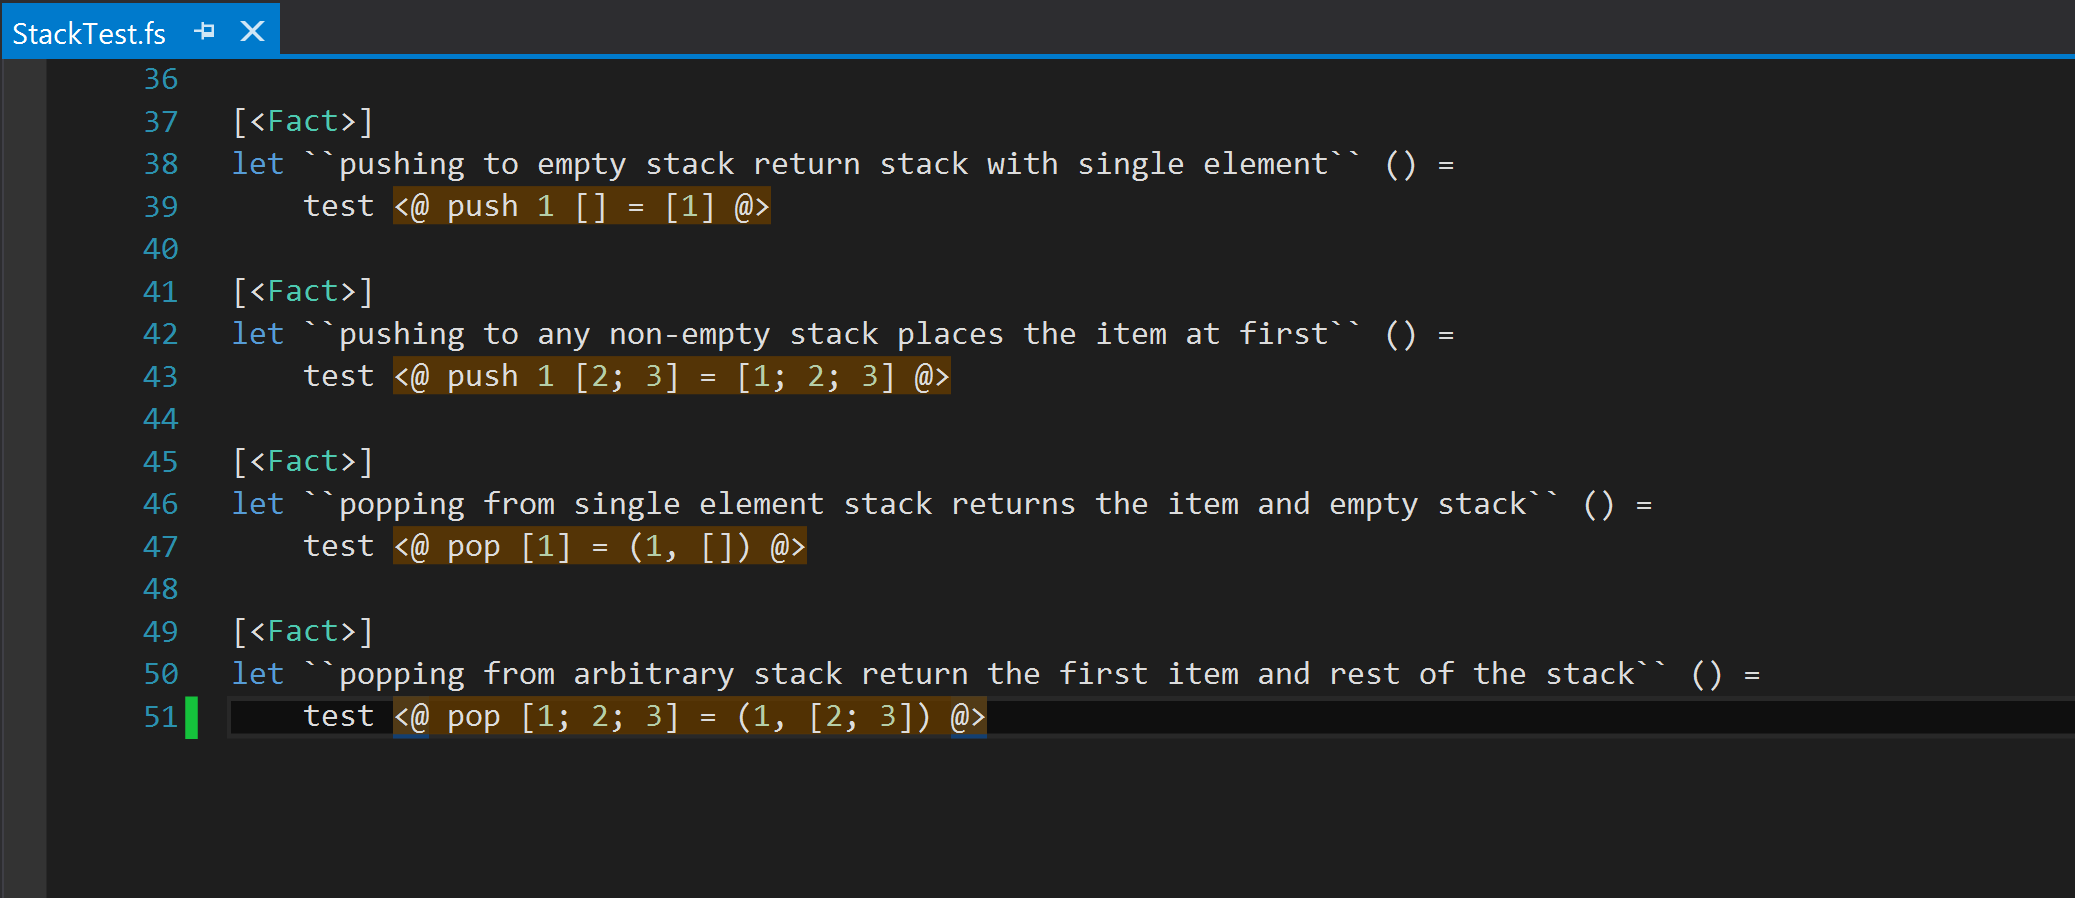 StackTest.fs
36
37 [<Fact>]
38 let ``pushing to empty stack return stack with single element`` () =
39     test <@ push 1 [] = [1] @>
40
41 [<Fact>]
42 let ``pushing to any non-empty stack places the item at first`` () =
43     test <@ push 1 [2; 3] = [1; 2; 3] @>
44
45 [<Fact>]
46 let ``popping from single element stack returns the item and empty stack`` () =
47     test <@ pop [1] = (1, []) @>
48
49 [<Fact>]
50 let ``popping from arbitrary stack return the first item and rest of the stack`` () =
51     test <@ pop [1; 2; 3] = (1, [2; 3]) @>